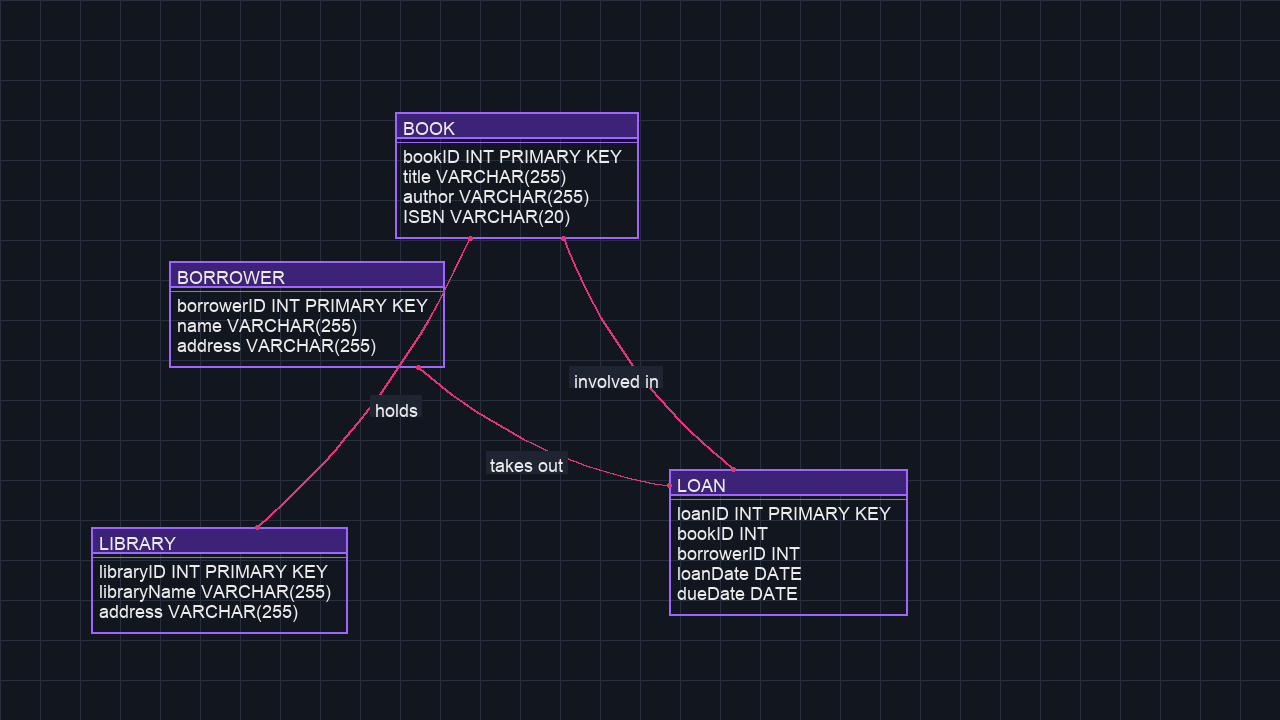 BOOK
bookID INT PRIMARY KEY
title VARCHAR(255)
author VARCHAR(255)
ISBN VARCHAR(20)
BORROWER
borrowerID INT PRIMARY KEY
name VARCHAR(255)
address VARCHAR(255)
involved in
holds
takes out
LOAN
loanID INT PRIMARY KEY
bookID INT
borrowerID INT
loanDate DATE
dueDate DATE
LIBRARY
libraryID INT PRIMARY KEY
libraryName VARCHAR(255)
address VARCHAR(255)